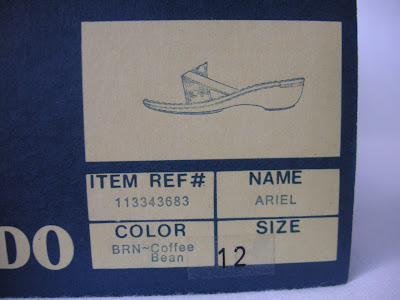 ITEM REF# NAME
113343683 ARIEL
COLOR SIZE
BRN~Coffee Bean 12
DO